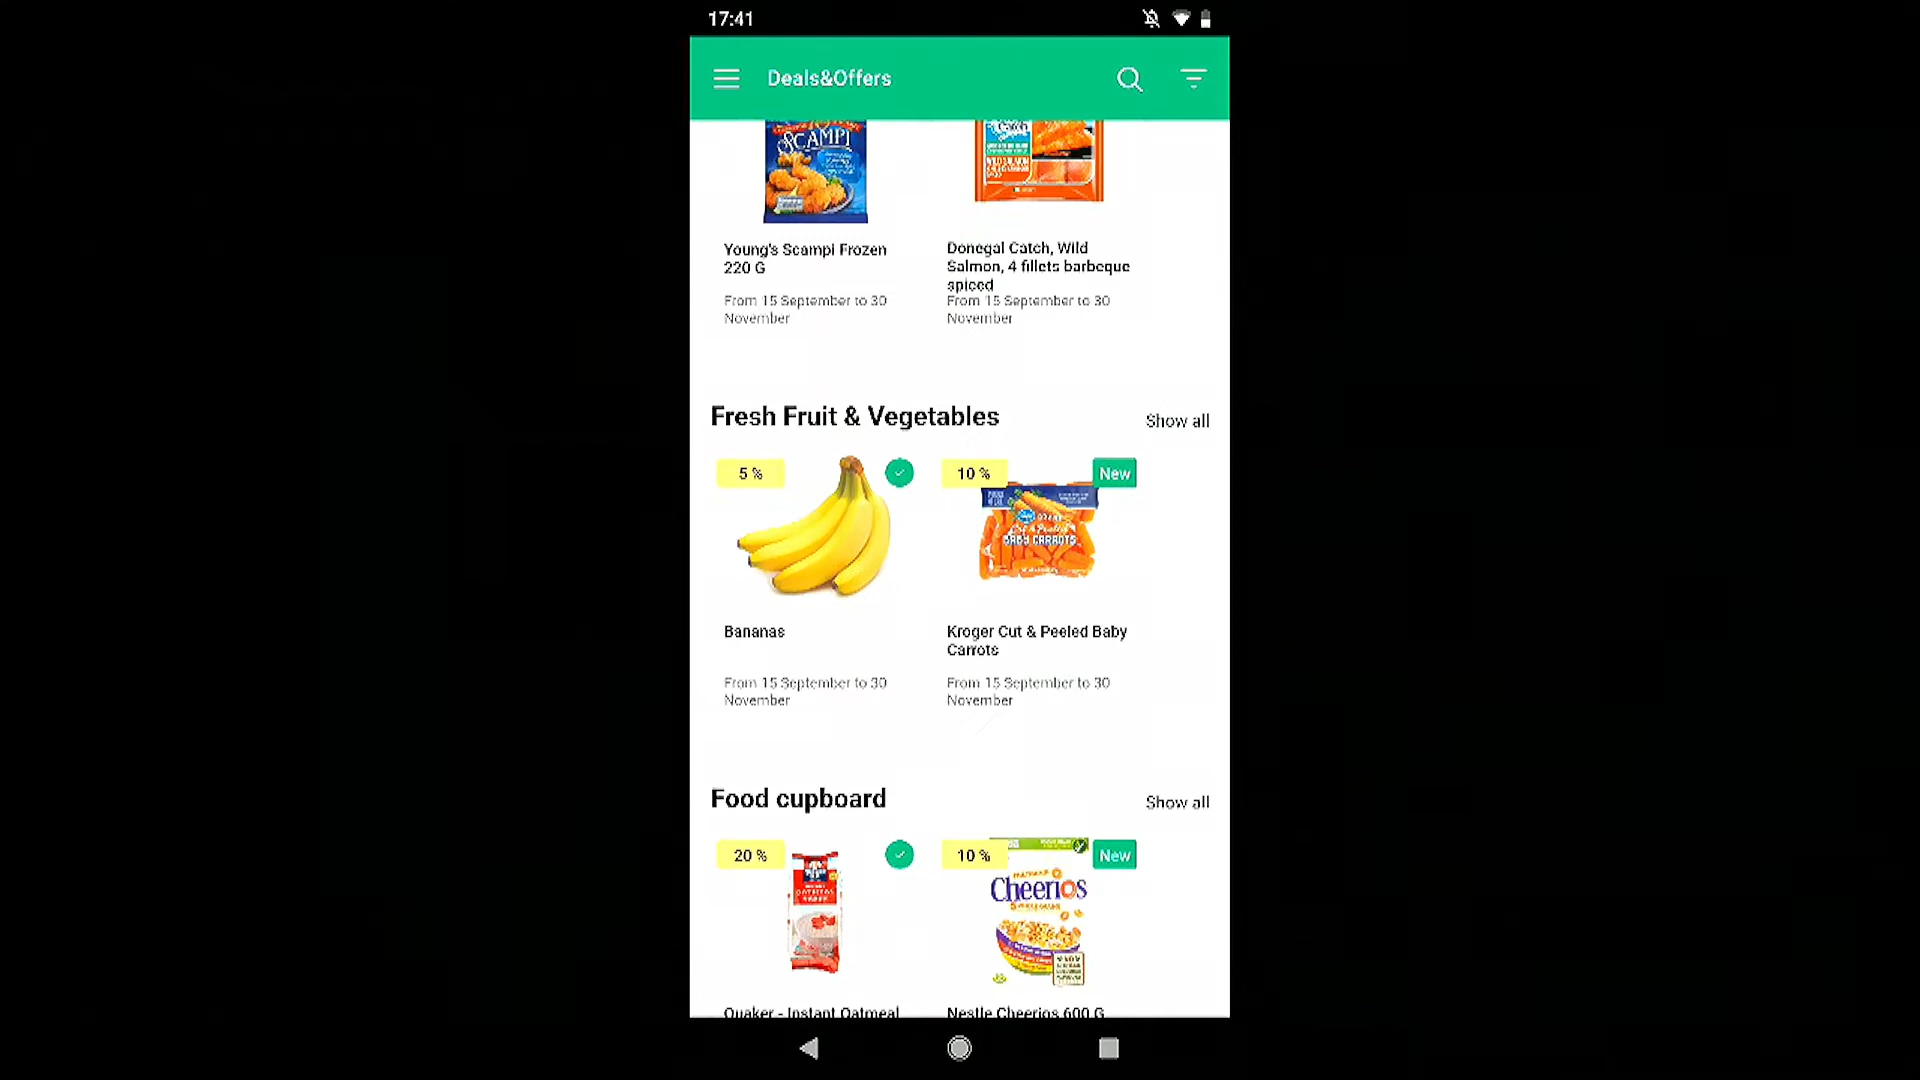 17:41
Deals&Offers
SCAMPI
Catch
WILD SALMON
Young's Scampi Frozen
220 G
Donegal Catch, Wild
Salmon, 4 fillets barbeque
spiced
From 15 September to 30
November
From 15 September to 30
November
Fresh Fruit & Vegetables
Show all
5 %
10 %
New
BABY CARROTS
Bananas
Kroger Cut & Peeled Baby
Carrots
From 15 September to 30
November
From 15 September to 30
November
Food cupboard
Show all
20 %
10 %
New
Cheerios
Quaker - Instant Oatmeal
Nestle Cheerios 600 G